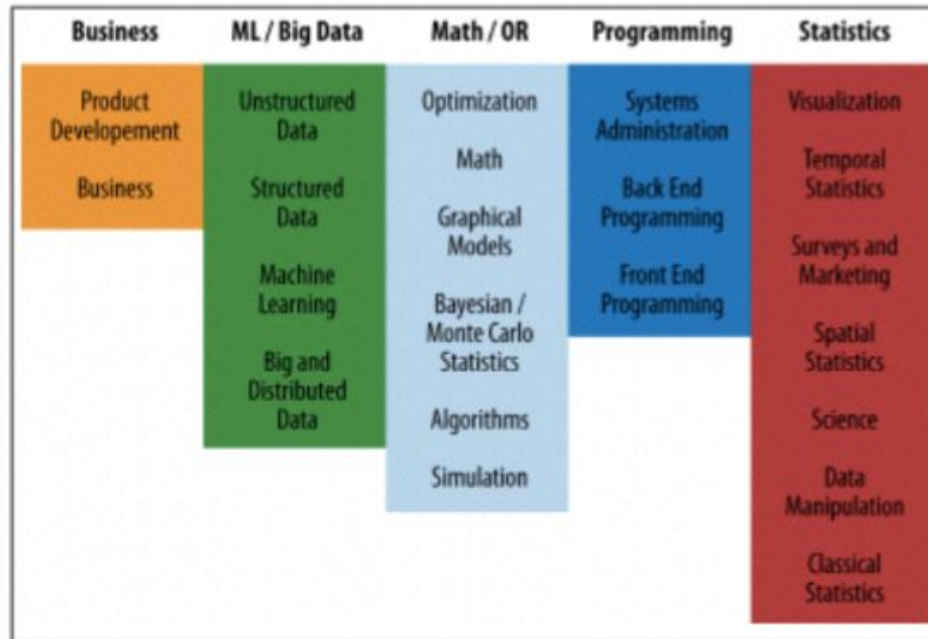 Business
ML / Big Data
Math / OR
Programming
Statistics
Product
Developement
Business
Unstructured
Data
Structured
Data
Machine
Learning
Big and
Distributed
Data
Optimization
Math
Graphical
Models
Bayesian /
Monte Carlo
Statistics
Algorithms
Simulation
Systems
Administration
Back End
Programming
Front End
Programming
Visualization
Temporal
Statistics
Surveys and
Marketing
Spatial
Statistics
Science
Data
Manipulation
Classical
Statistics